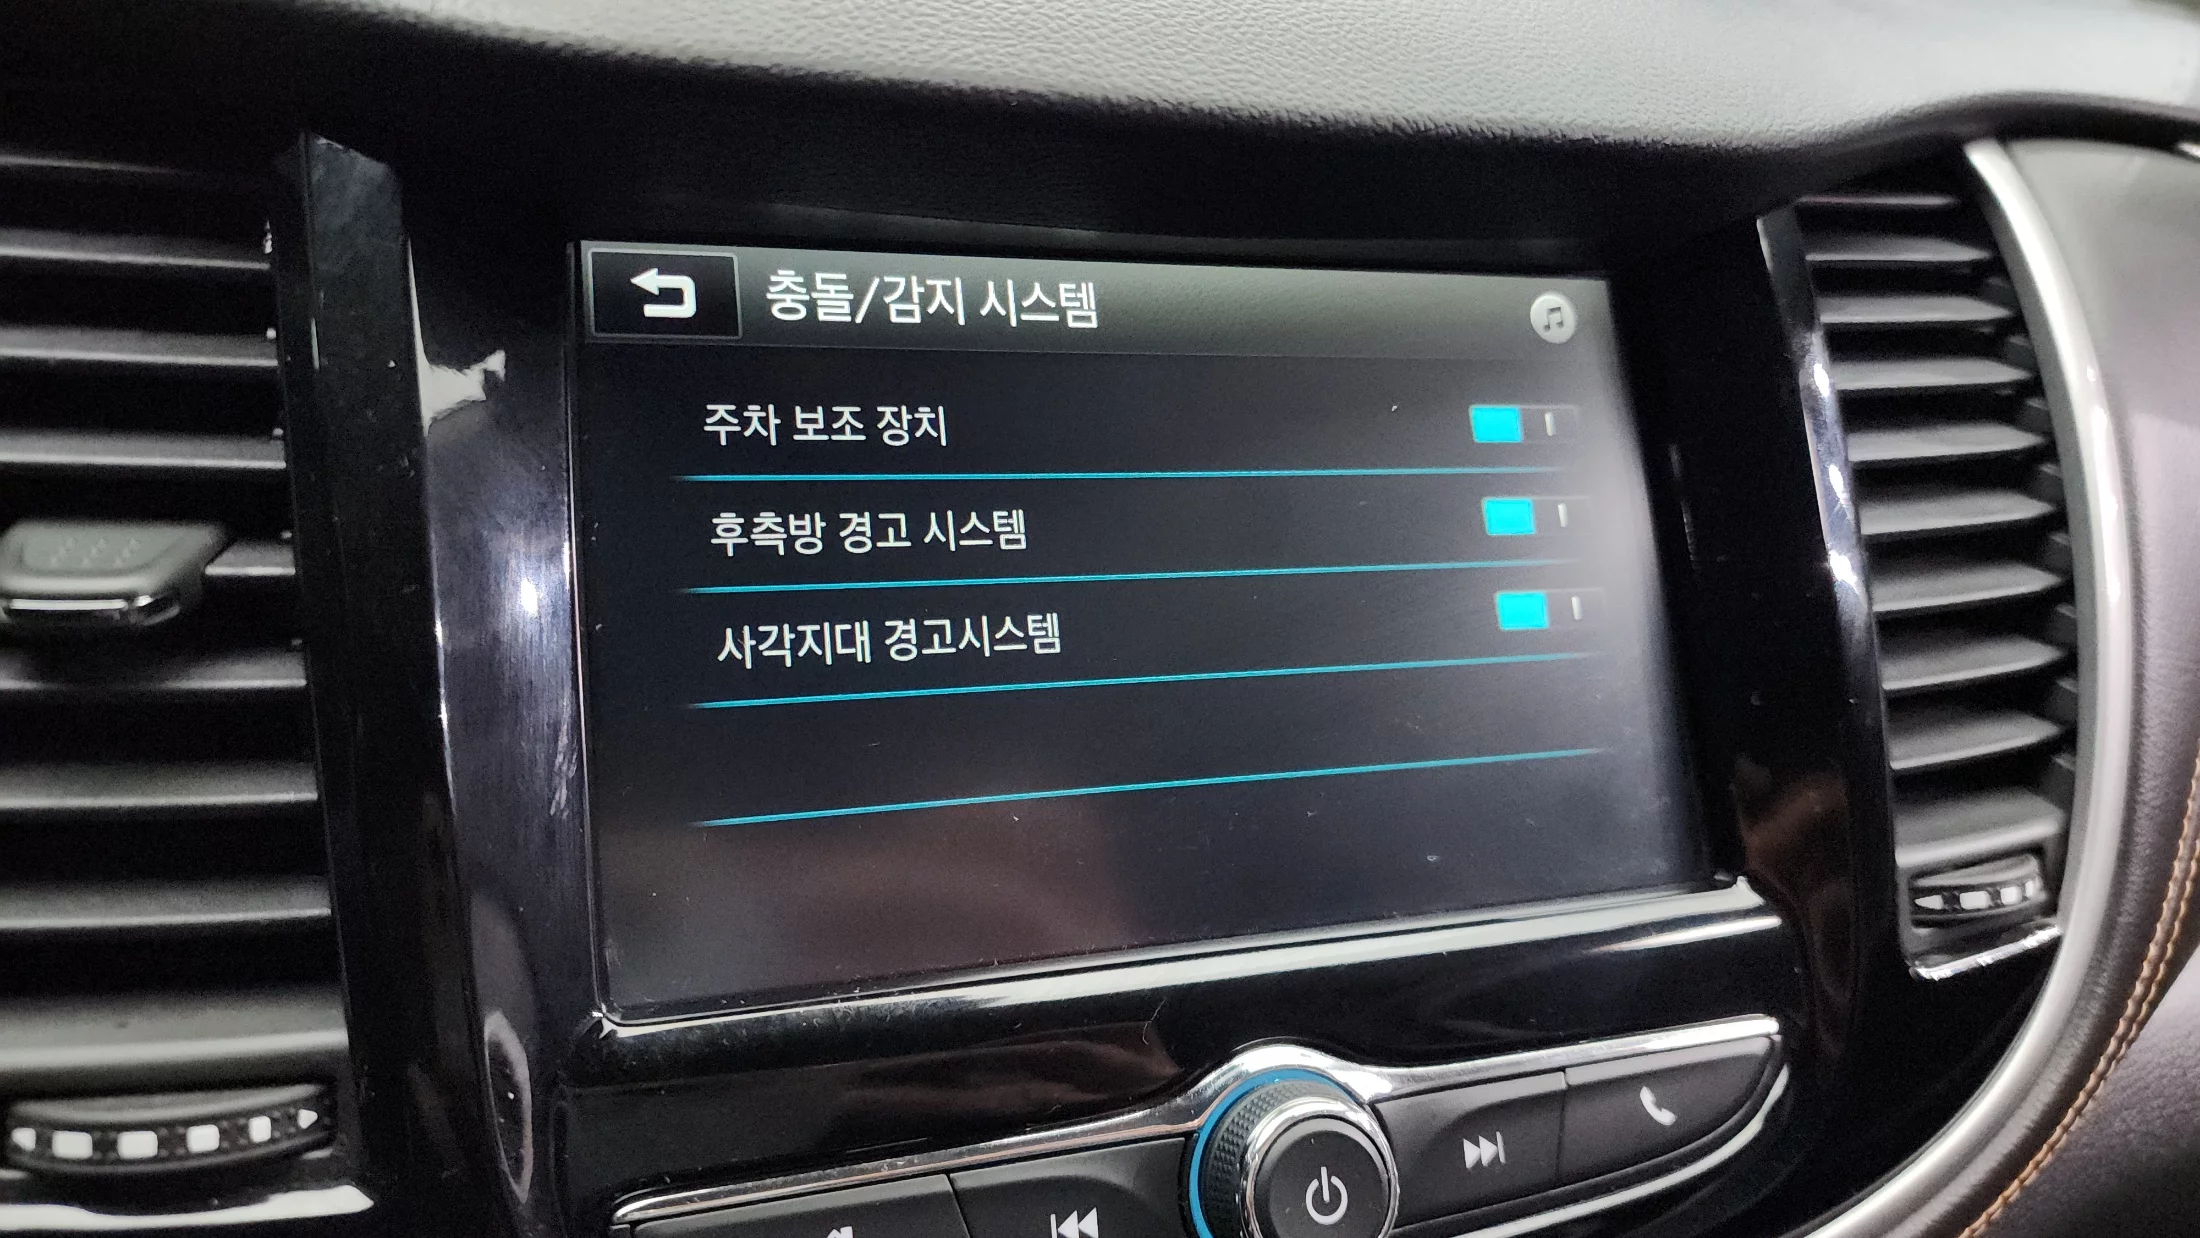 충돌/감지 시스템
주차 보조 장치
후측방 경고 시스템
사각지대 경고시스템